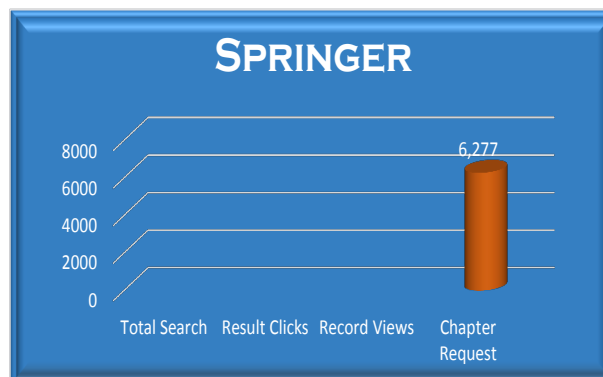 SPRINGER
6,277
8000
6000
4000
2000
0
Total Search
Result Clicks
Record Views
Chapter
Request